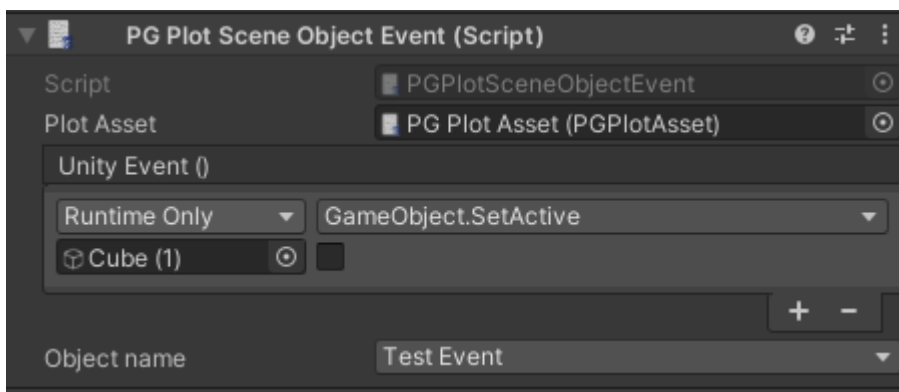 PG Plot Scene Object Event (Script)
Script PGPlotSceneObjectEvent
Plot Asset PG Plot Asset (PGPlotAsset)
Unity Event ()
Runtime Only GameObject.SetActive
Cube (1)
+ −
Object name Test Event